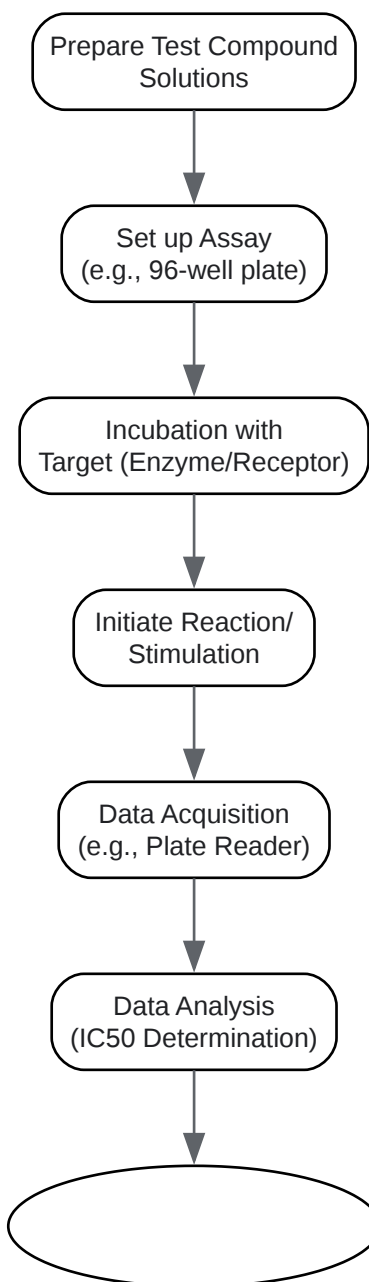 Prepare Test Compound
Solutions
Set up Assay
(e.g., 96-well plate)
Incubation with
Target (Enzyme/Receptor)
Initiate Reaction/
Stimulation
Data Acquisition
(e.g., Plate Reader)
Data Analysis
(IC50 Determination)